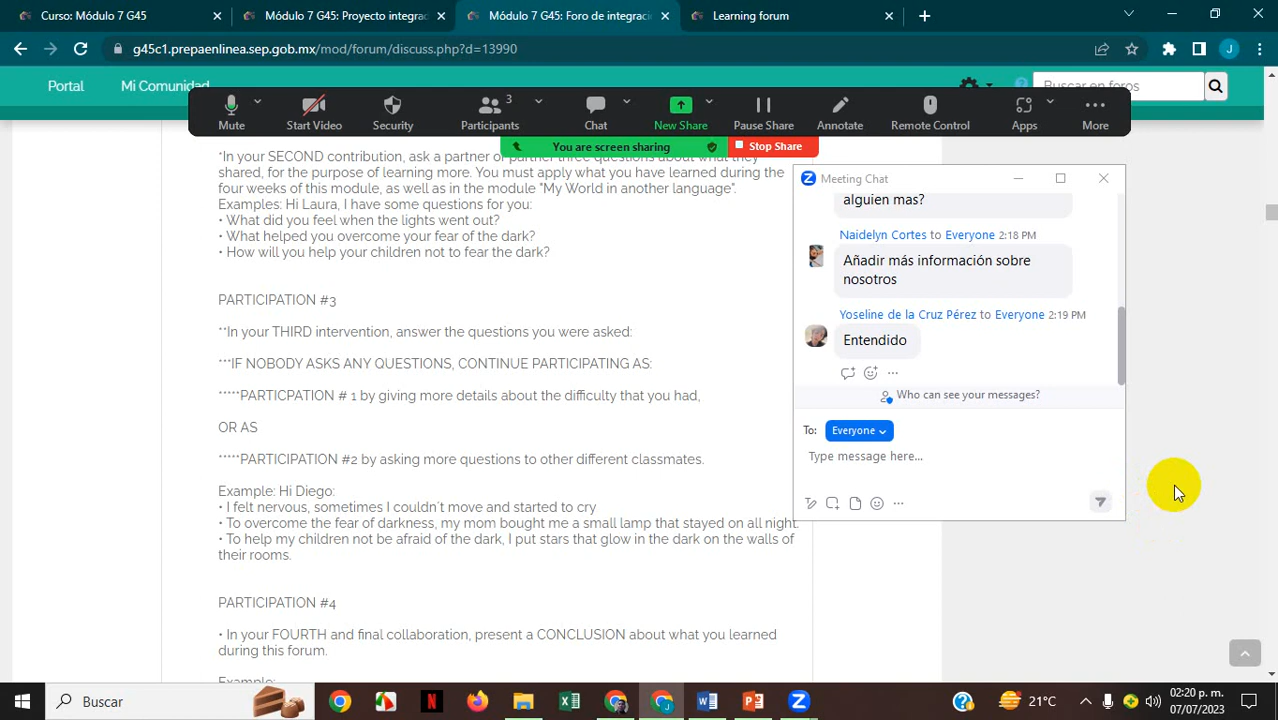 Curso: Módulo 7 G45
Módulo 7 G45: Proyecto integrac
Módulo 7 G45: Foro de integraci
Learning forum
g45c1.prepaenlinea.sep.gob.mx/mod/forum/discuss.php?d=13990
J
Portal
Mi Comunidad
Buscar en foros
3
Mute
Start Video
Security
Participants
Chat
New Share
Pause Share
Annotate
Remote Control
Apps
More
You are screen sharing
Stop Share
*In your SECOND contribution, ask a partner or partner three questions about what they
shared, for the purpose of learning more. You must apply what you have learned during the
four weeks of this module, as well as in the module "My World in another language".
Examples: Hi Laura, I have some questions for you:
• What did you feel when the lights went out?
• What helped you overcome your fear of the dark?
• How will you help your children not to fear the dark?
PARTICIPATION #3
**In your THIRD intervention, answer the questions you were asked:
***IF NOBODY ASKS ANY QUESTIONS, CONTINUE PARTICIPATING AS:
*****PARTICPATION # 1 by giving more details about the difficulty that you had,
OR AS
*****PARTICIPATION #2 by asking more questions to other different classmates.
Example: Hi Diego:
• I felt nervous, sometimes I couldn't move and started to cry
• To overcome the fear of darkness, my mom bought me a small lamp that stayed on all night.
• To help my children not be afraid of the dark, I put stars that glow in the dark on the walls of
their rooms.
PARTICIPATION #4
• In your FOURTH and final collaboration, present a CONCLUSION about what you learned
during this forum.
Example:
Meeting Chat
alguien mas?
Naidelyn Cortes to Everyone 2:18 PM
Añadir más información sobre
nosotros
Yoseline de la Cruz Pérez to Everyone 2:19 PM
Entendido
Who can see your messages?
To: Everyone
Type message here...
Buscar
21°C
02:20 p. m.
07/07/2023